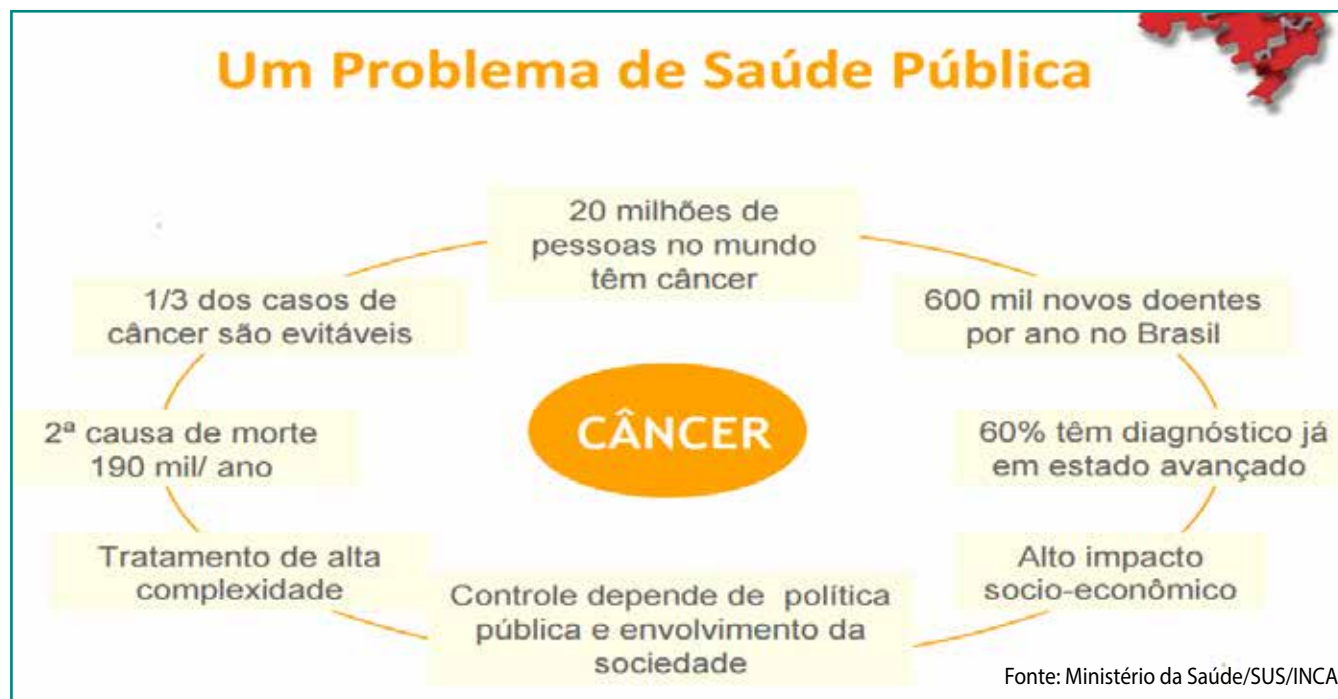 Um Problema de Saúde Pública
20 milhões de
pessoas no mundo
têm câncer
600 mil novos doentes
por ano no Brasil
60% têm diagnóstico já
em estado avançado
Alto impacto
socio-econômico
Controle depende de política
pública e envolvimento da
sociedade
Tratamento de alta
complexidade
2ª causa de morte
190 mil/ ano
1/3 dos casos de
câncer são evitáveis
CÂNCER
Fonte: Ministério da Saúde/SUS/INCA